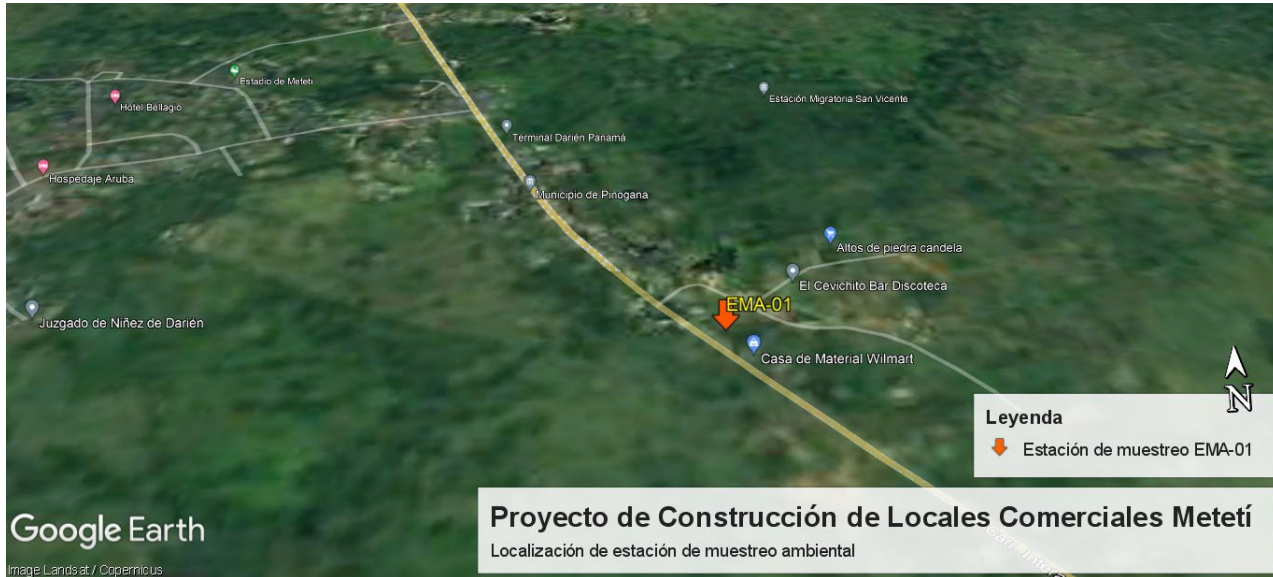 Estadio de Metetí
Hotel Bellagio
Estación Migratoria San Vicente
Terminal Darién Panamá
Hospedaje Aruba
Municipio de Pinogana
Altos de piedra candela
El Cevichito Bar Discoteca
EMA-01
Juzgado de Niñez de Darién
Casa de Material Wilmart
N
Leyenda
Estación de muestreo EMA-01
Proyecto de Construcción de Locales Comerciales Metetí
Localización de estación de muestreo ambiental
Carr. Intera
Google Earth
Image Landsat / Copernicus